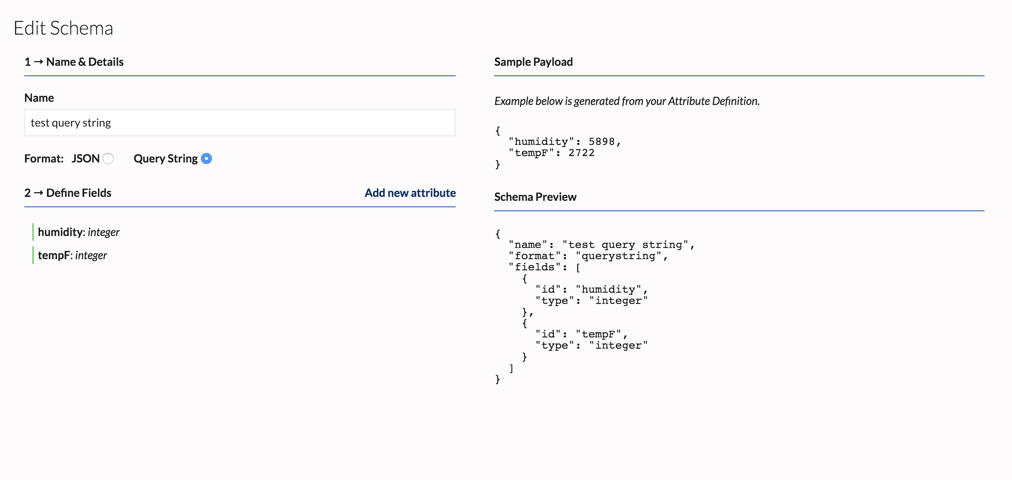 Edit Schema
1 → Name & Details
Name
test query string
Format: JSON Query String
2 → Define Fields Add new attribute
humidity: integer
tempF: integer
Sample Payload
Example below is generated from your Attribute Definition.
{
  "humidity": 5898,
  "tempF": 2722
}
Schema Preview
{
  "name": "test query string",
  "format": "querystring",
  "fields": [
    {
      "id": "humidity",
      "type": "integer"
    },
    {
      "id": "tempF",
      "type": "integer"
    }
  ]
}